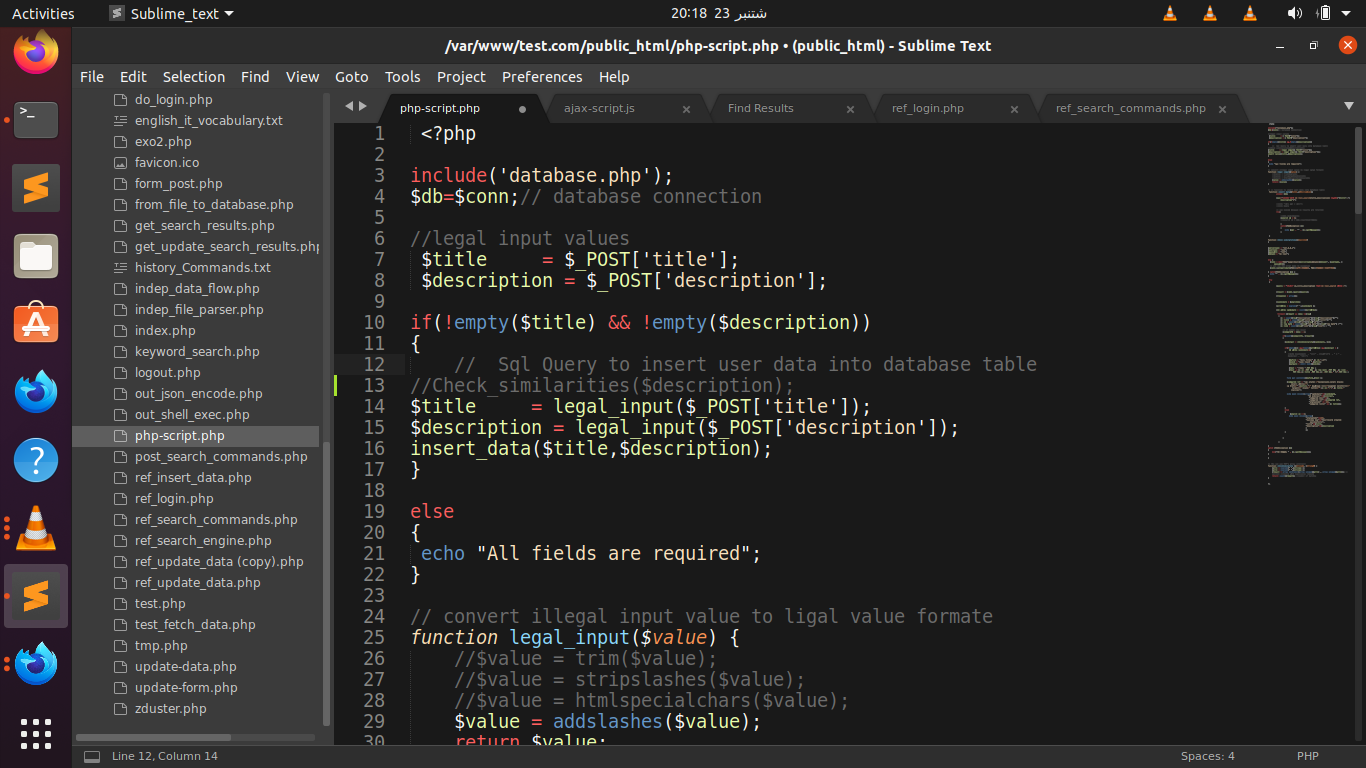 Activities
Sublime_text
20:18 23 شتنبر
/var/www/test.com/public_html/php-script.php • (public_html) - Sublime Text
File Edit Selection Find View Goto Tools Project Preferences Help
do_login.php
english_it_vocabulary.txt
exo2.php
favicon.ico
form_post.php
from_file_to_database.php
get_search_results.php
get_update_search_results.php
history_Commands.txt
indep_data_flow.php
indep_file_parser.php
index.php
keyword_search.php
logout.php
out_json_encode.php
out_shell_exec.php
php-script.php
post_search_commands.php
ref_insert_data.php
ref_login.php
ref_search_commands.php
ref_search_engine.php
ref_update_data (copy).php
ref_update_data.php
test.php
test_fetch_data.php
tmp.php
update-data.php
update-form.php
zduster.php
php-script.php
ajax-script.js
Find Results
ref_login.php
ref_search_commands.php
1 <?php
2
3 include('database.php');
4 $db=$conn;// database connection
5
6 //legal input values
7 $title     = $_POST['title'];
8 $description = $_POST['description'];
9
10 if(!empty($title) && !empty($description))
11 {
12 //  Sql Query to insert user data into database table
13 //Check_similarities($description);
14 $title     = legal_input($_POST['title']);
15 $description = legal_input($_POST['description']);
16 insert_data($title,$description);
17 }
18
19 else
20 {
21 echo "All fields are required";
22 }
23
24 // convert illegal input value to ligal value formate
25 function legal_input($value) {
26 //$value = trim($value);
27 //$value = stripslashes($value);
28 //$value = htmlspecialchars($value);
29 $value = addslashes($value);
30 return $value;
Line 12, Column 14
Spaces: 4
PHP